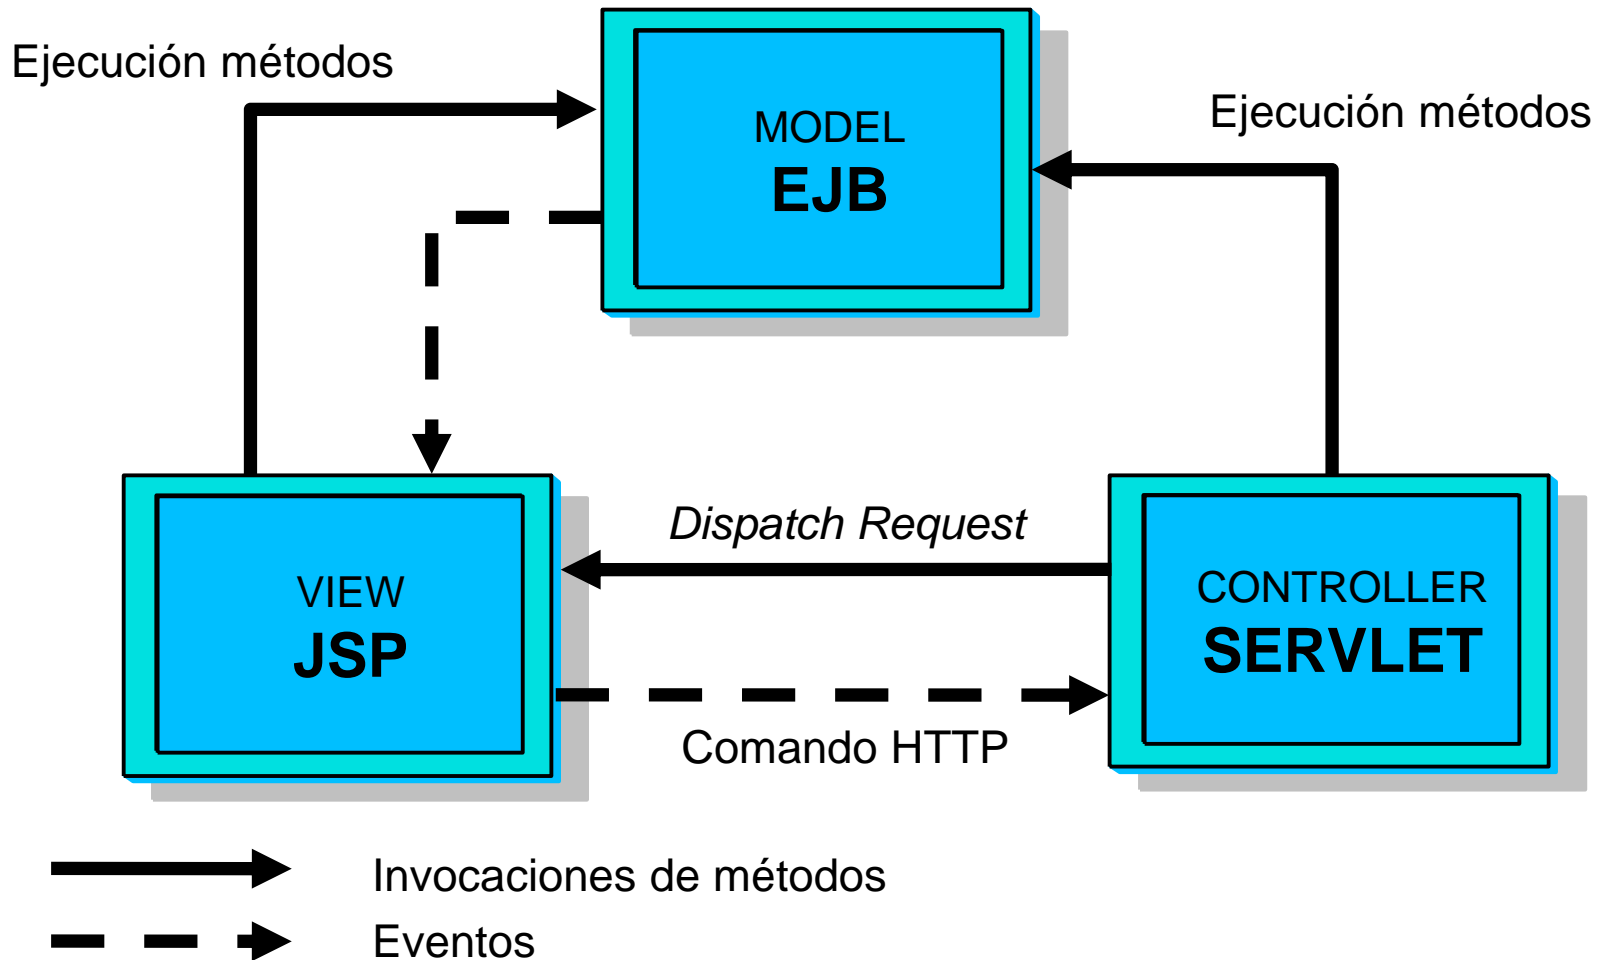 Ejecución métodos
Ejecución métodos
MODEL
EJB
Dispatch Request
VIEW
JSP
CONTROLLER
SERVLET
Comando HTTP
Invocaciones de métodos
Eventos